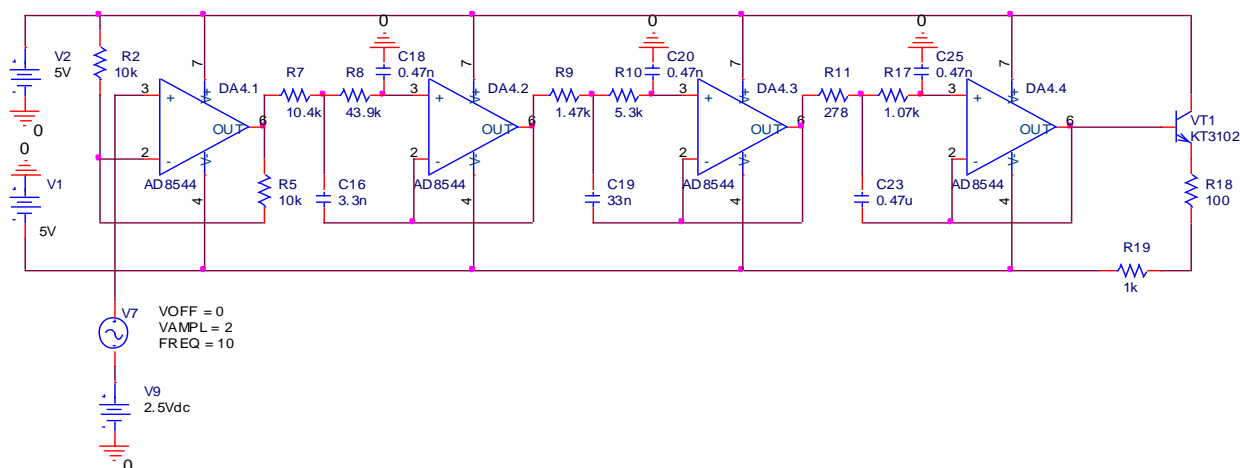 0
0
0
V2
5V
R2
10k
7
3
+
V+
DA4.1
6
OUT
2
-
V-
AD8544
4
R7
10.4k
R8
43.9k
C18
0.47n
7
3
+
V+
DA4.2
6
OUT
2
-
V-
AD8544
4
R9
1.47k
R10
5.3k
C20
0.47n
7
3
+
V+
DA4.3
6
OUT
2
-
V-
AD8544
4
R11
278
R17
1.07k
C25
0.47n
7
3
+
V+
DA4.4
6
OUT
2
-
V-
AD8544
4
VT1
KT3102
0
0
V1
5V
R5
10k
C16
3.3n
C19
33n
C23
0.47u
R18
100
R19
1k
V7
VOFF = 0
VAMPL = 2
FREQ = 10
V9
2.5Vdc
0